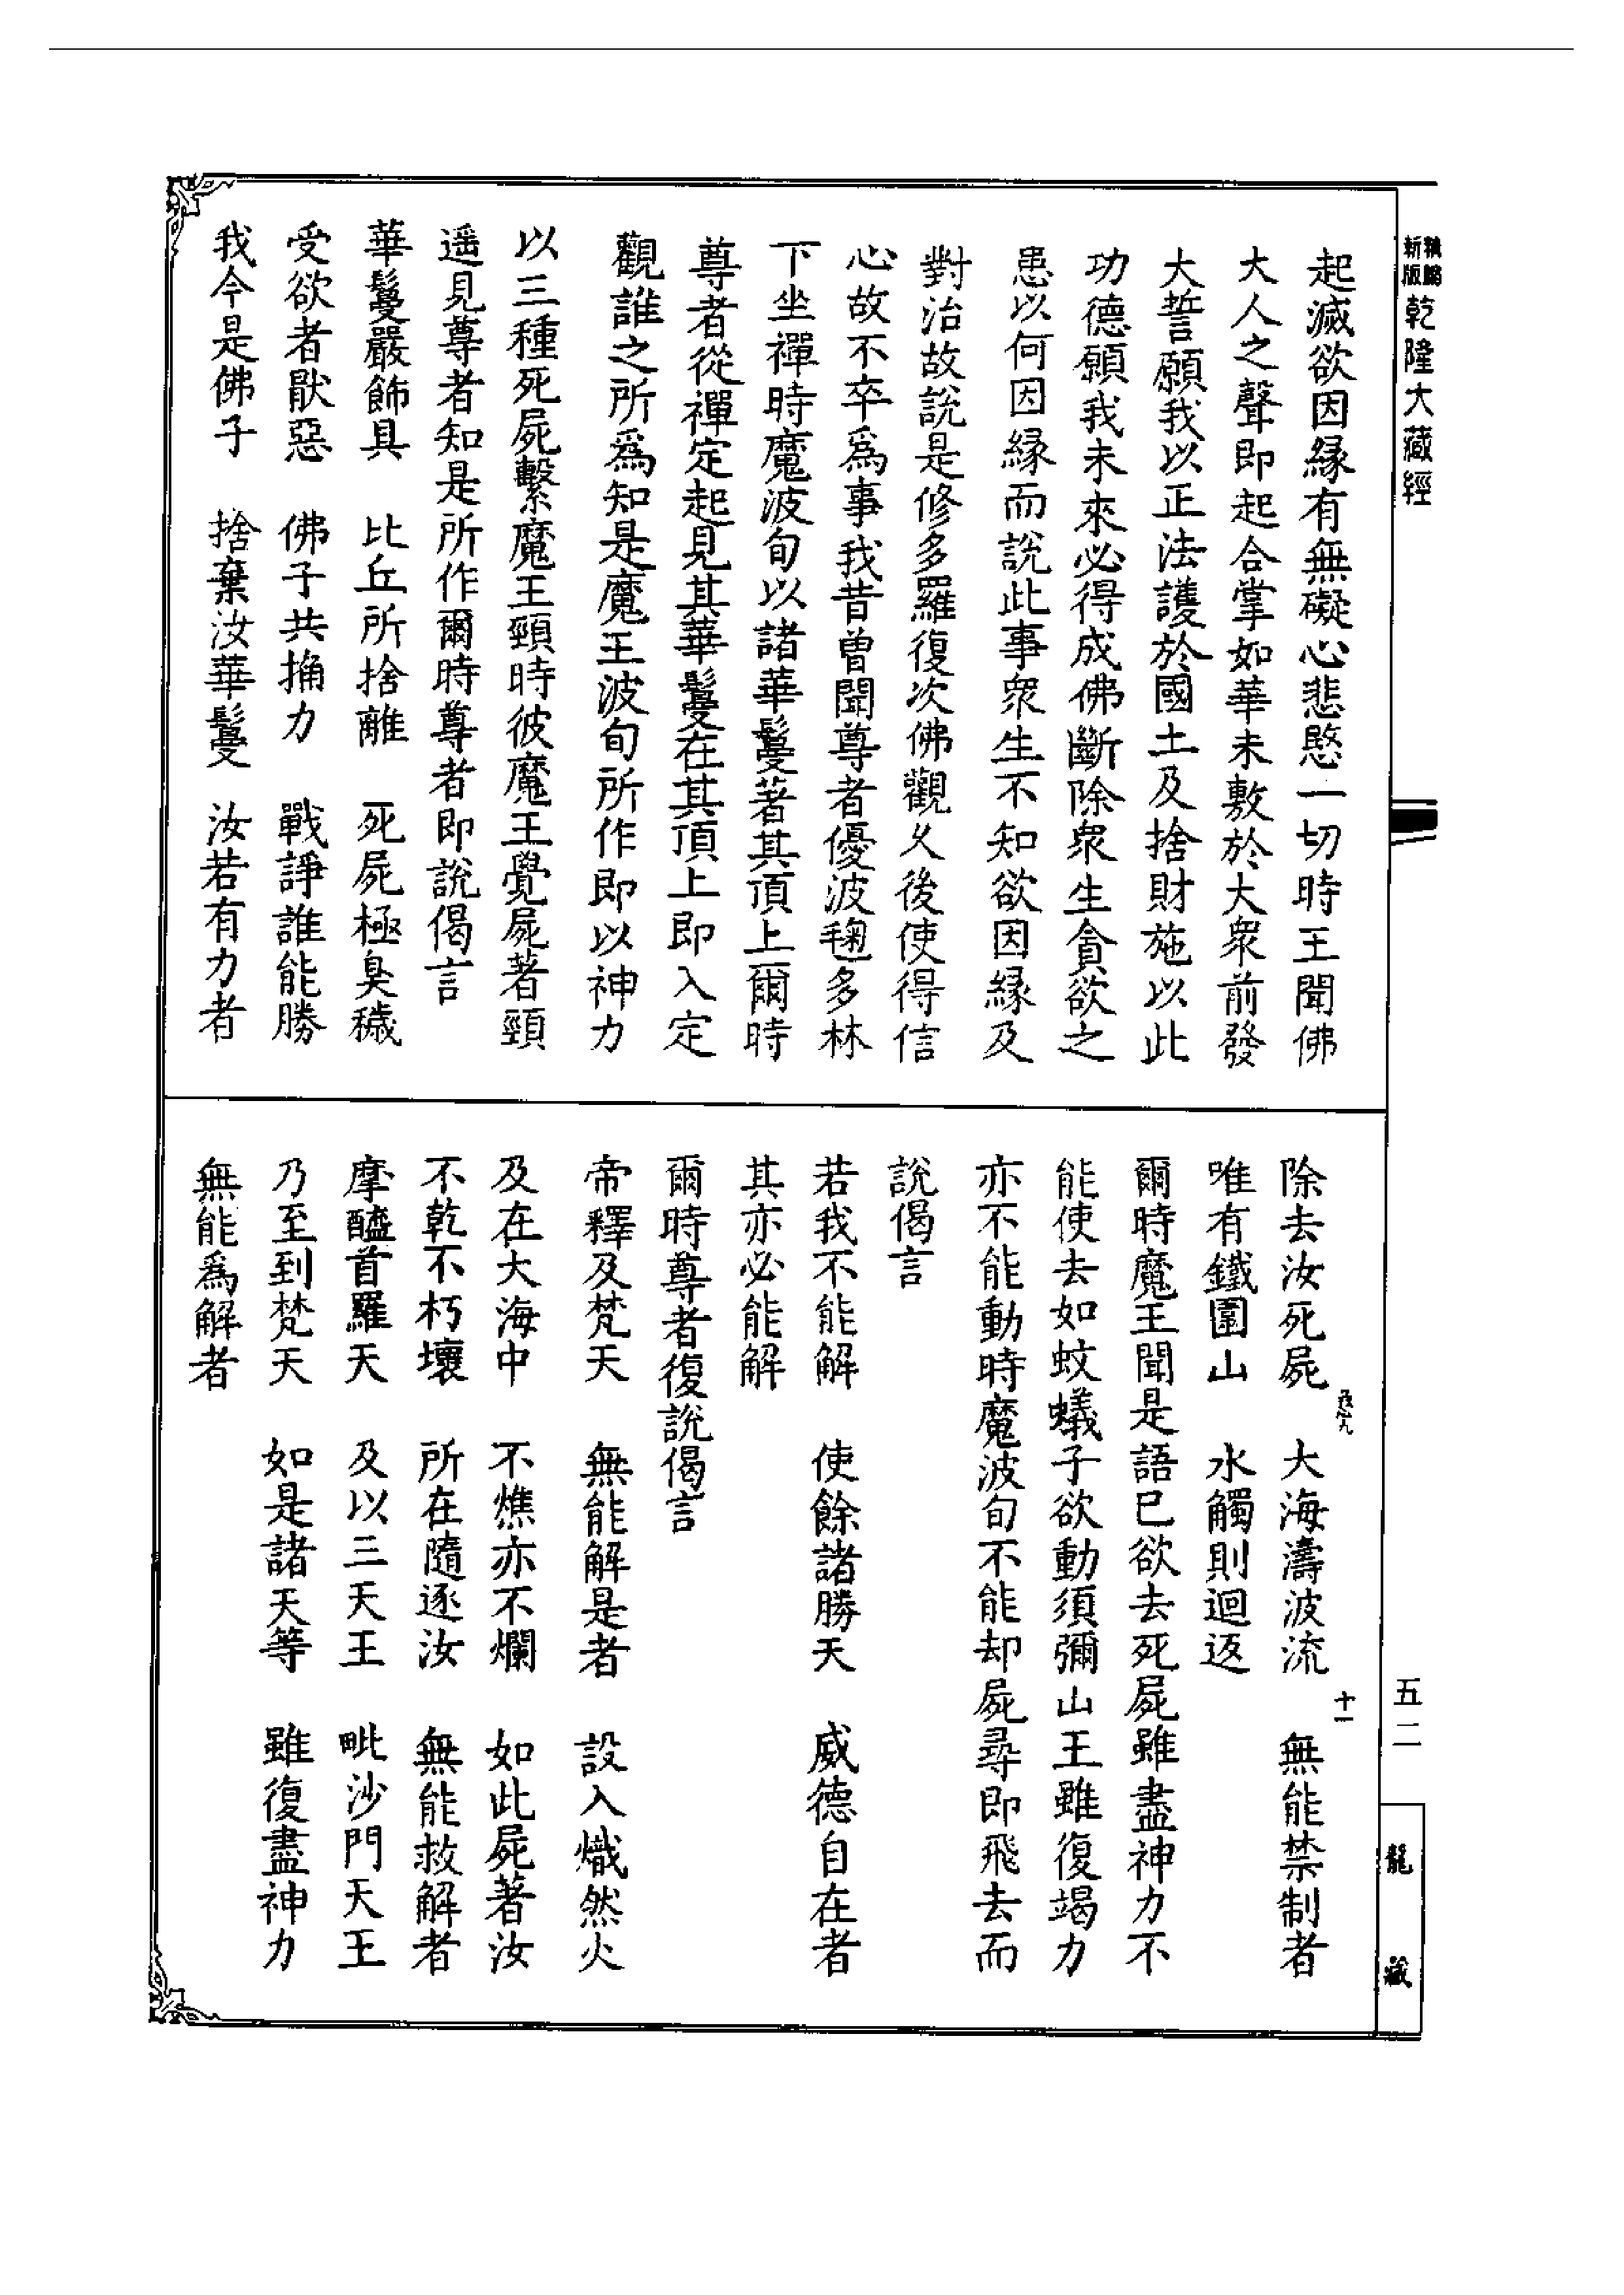 新版
乾隆大藏經
起滅欲因緣有無礙心悲愍一切時王聞佛
大人之聲即起合掌如華未敷於大衆前發
大誓願我以正法護於國土及捨財施以此
功德願我未來必得成佛斷除衆生貪欲之
患以何因緣而說此事衆生不知欲因緣及
對治故說是修多羅復次佛觀久後使得信
心故不卒爲事我昔曾聞尊者優波毱多林
下坐禪時魔波旬以諸華鬘著其頂上爾時
尊者從禪定起見其華鬘在其頂上即入定
觀誰之所爲知是魔王波旬所作即以神力
以三種死屍繫魔王頸時彼魔王覺屍著頸
遥見尊者知是所作爾時尊者即說偈言
華鬘嚴飾具　比丘所捨離　死屍極臭穢
受欲者猒惡　佛子共捔力　戰諍誰能勝
我今是佛子　捨棄汝華鬘　汝若有力者
除去汝死屍　大海濤波流　無能禁制者
唯有鐵圍山　水觸則迴返
爾時魔王聞是語已欲去死屍雖盡神力不
能使去如蚊蟻子欲動須彌山王雖復竭力
亦不能動時魔波旬不能却屍尋即飛去而
說偈言
若我不能解　使餘諸勝天　威德自在者
其亦必能解
爾時尊者復說偈言
帝釋及梵天　無能解是者　設入熾然火
及在大海中　不燋亦不爛　如此屍著汝
不乾不朽壞　所在隨逐汝　無能救解者
摩醯首羅天　及以三天王　毗沙門天王
乃至到梵天　如是諸天等　雖復盡神力
無能爲解者
十一
五二
龍藏